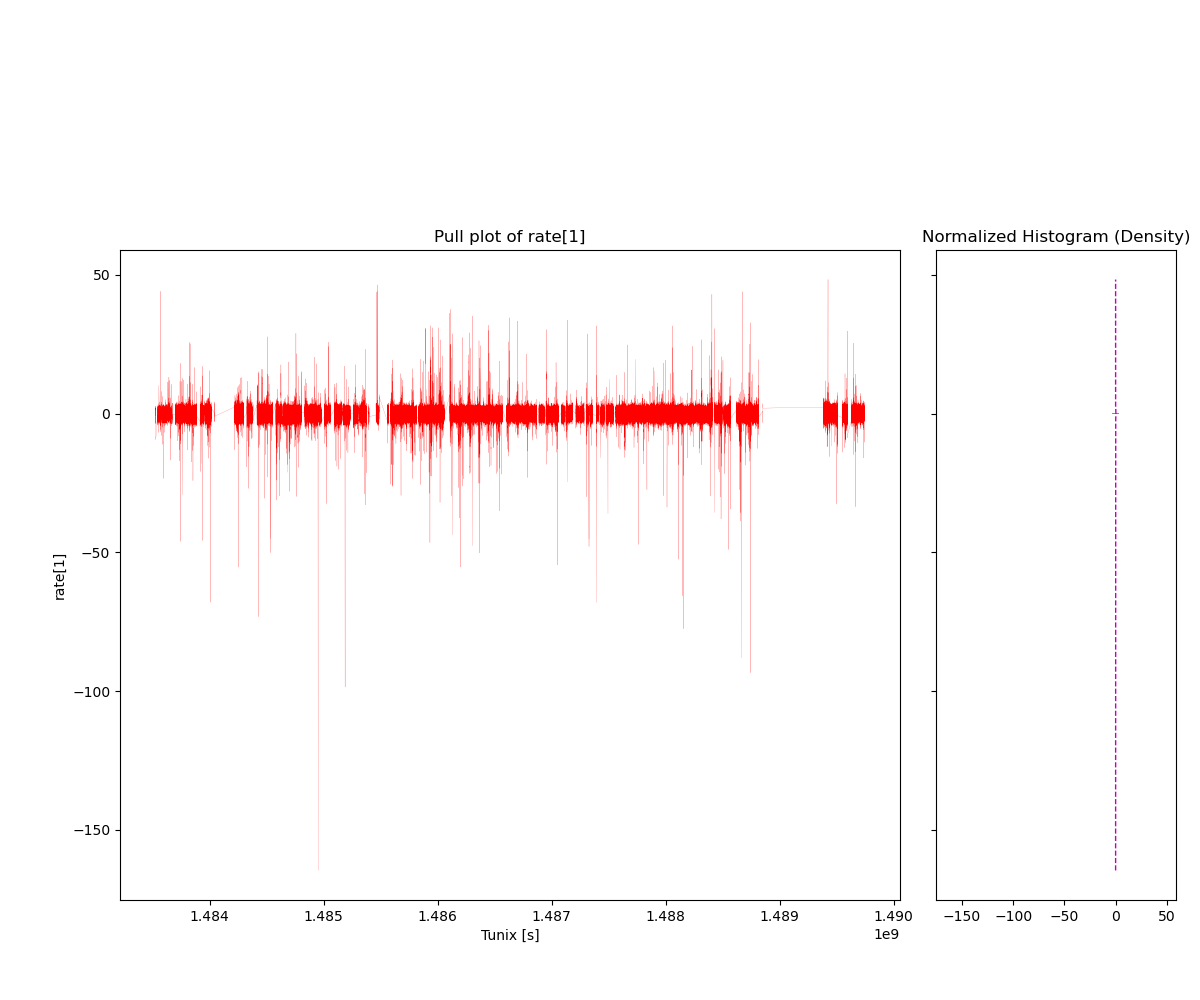 Pull plot of rate[1]
Normalized Histogram (Density)
50
0
−50
−100
−150
rate[1]
1.484 1.485 1.486 1.487 1.488 1.489 1.490
1e9
Tunix [s]
−150 −100 −50 0 50